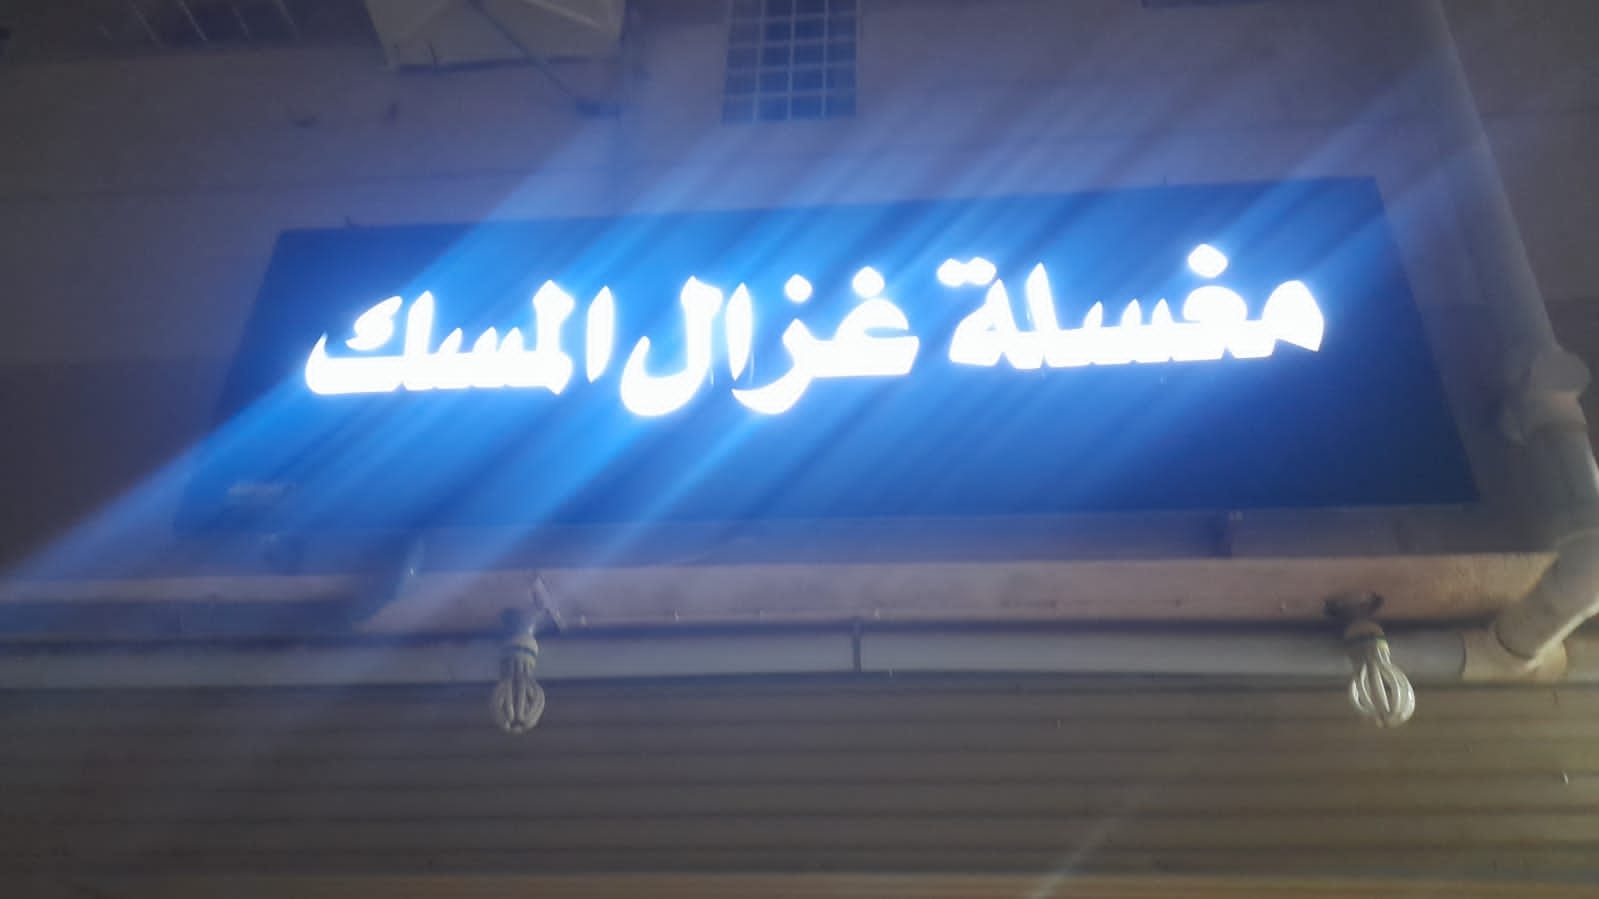 مغسلة غزال المسك